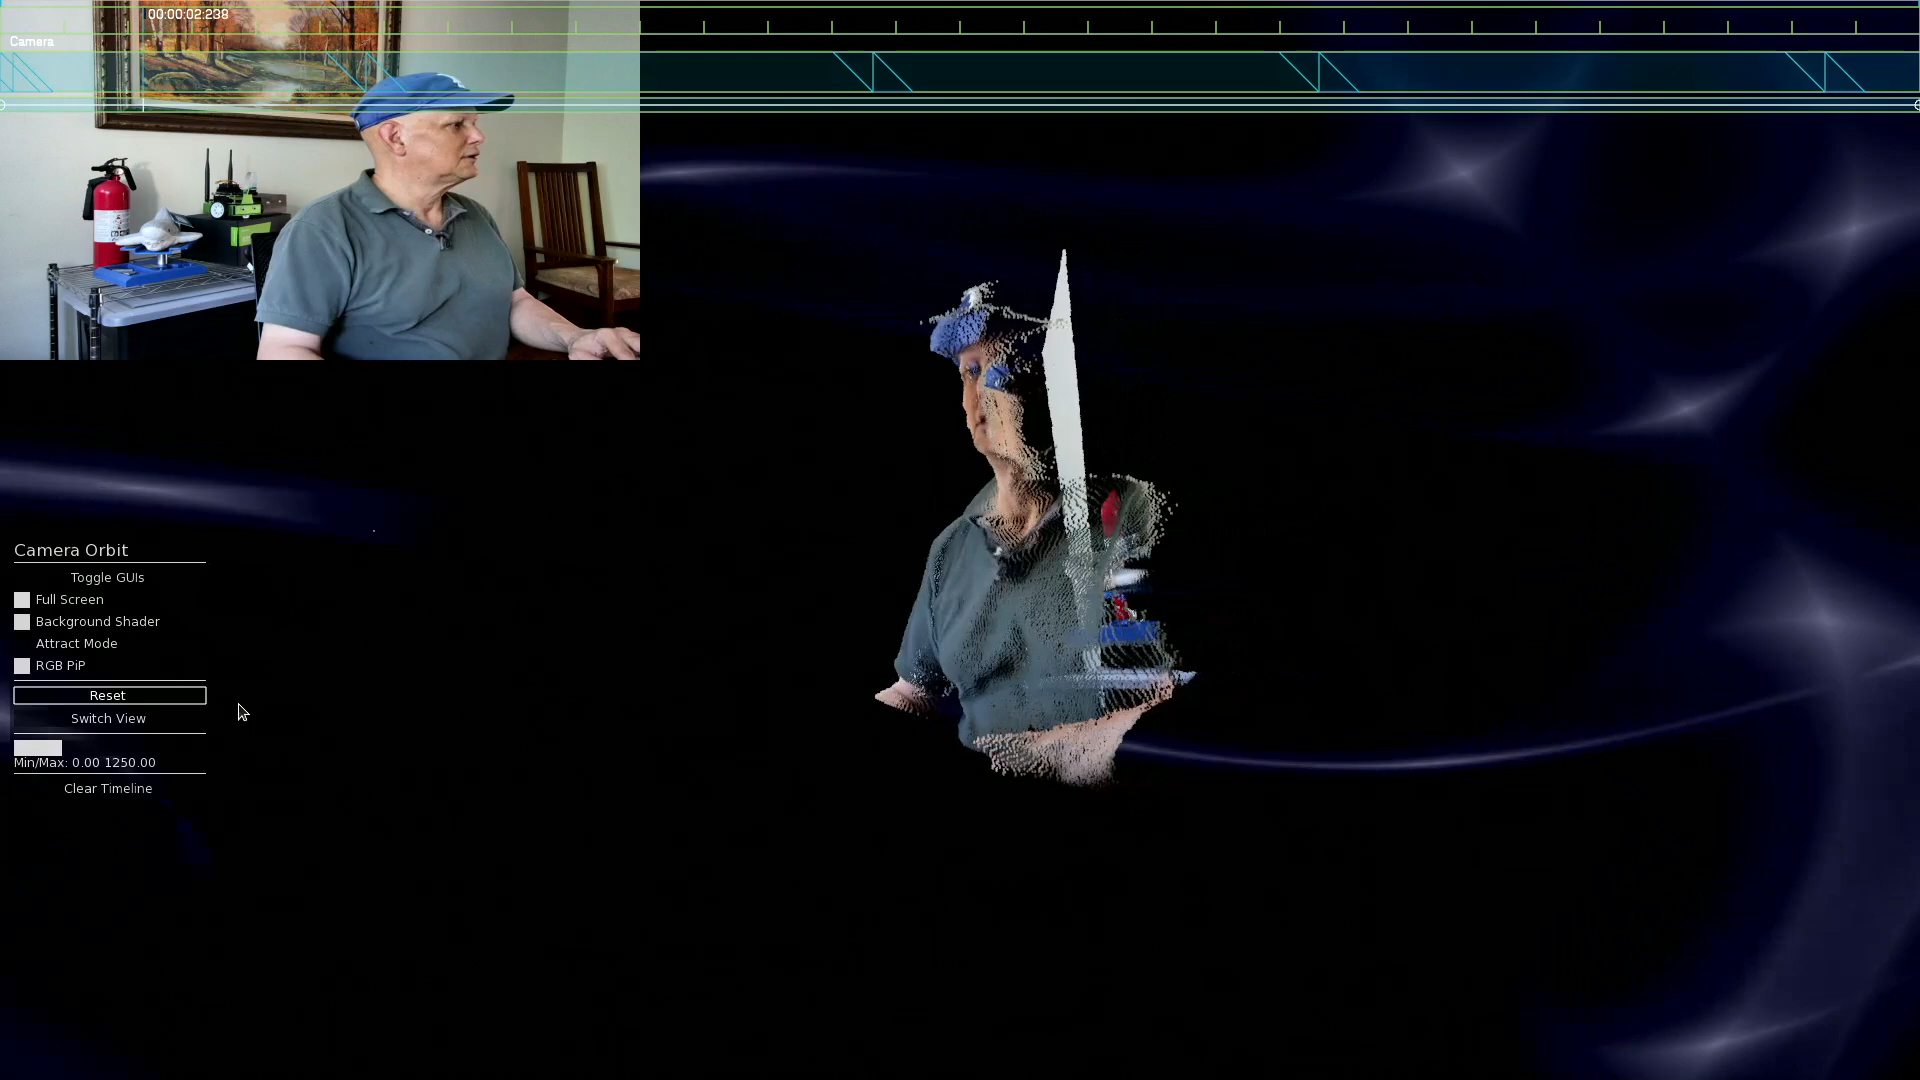 00:00:02:238
Camera
Camera Orbit
Toggle GUIs
Full Screen
Background Shader
Attract Mode
RGB PiP
Reset
Switch View
Min/Max: 0.00 1250.00
Clear Timeline